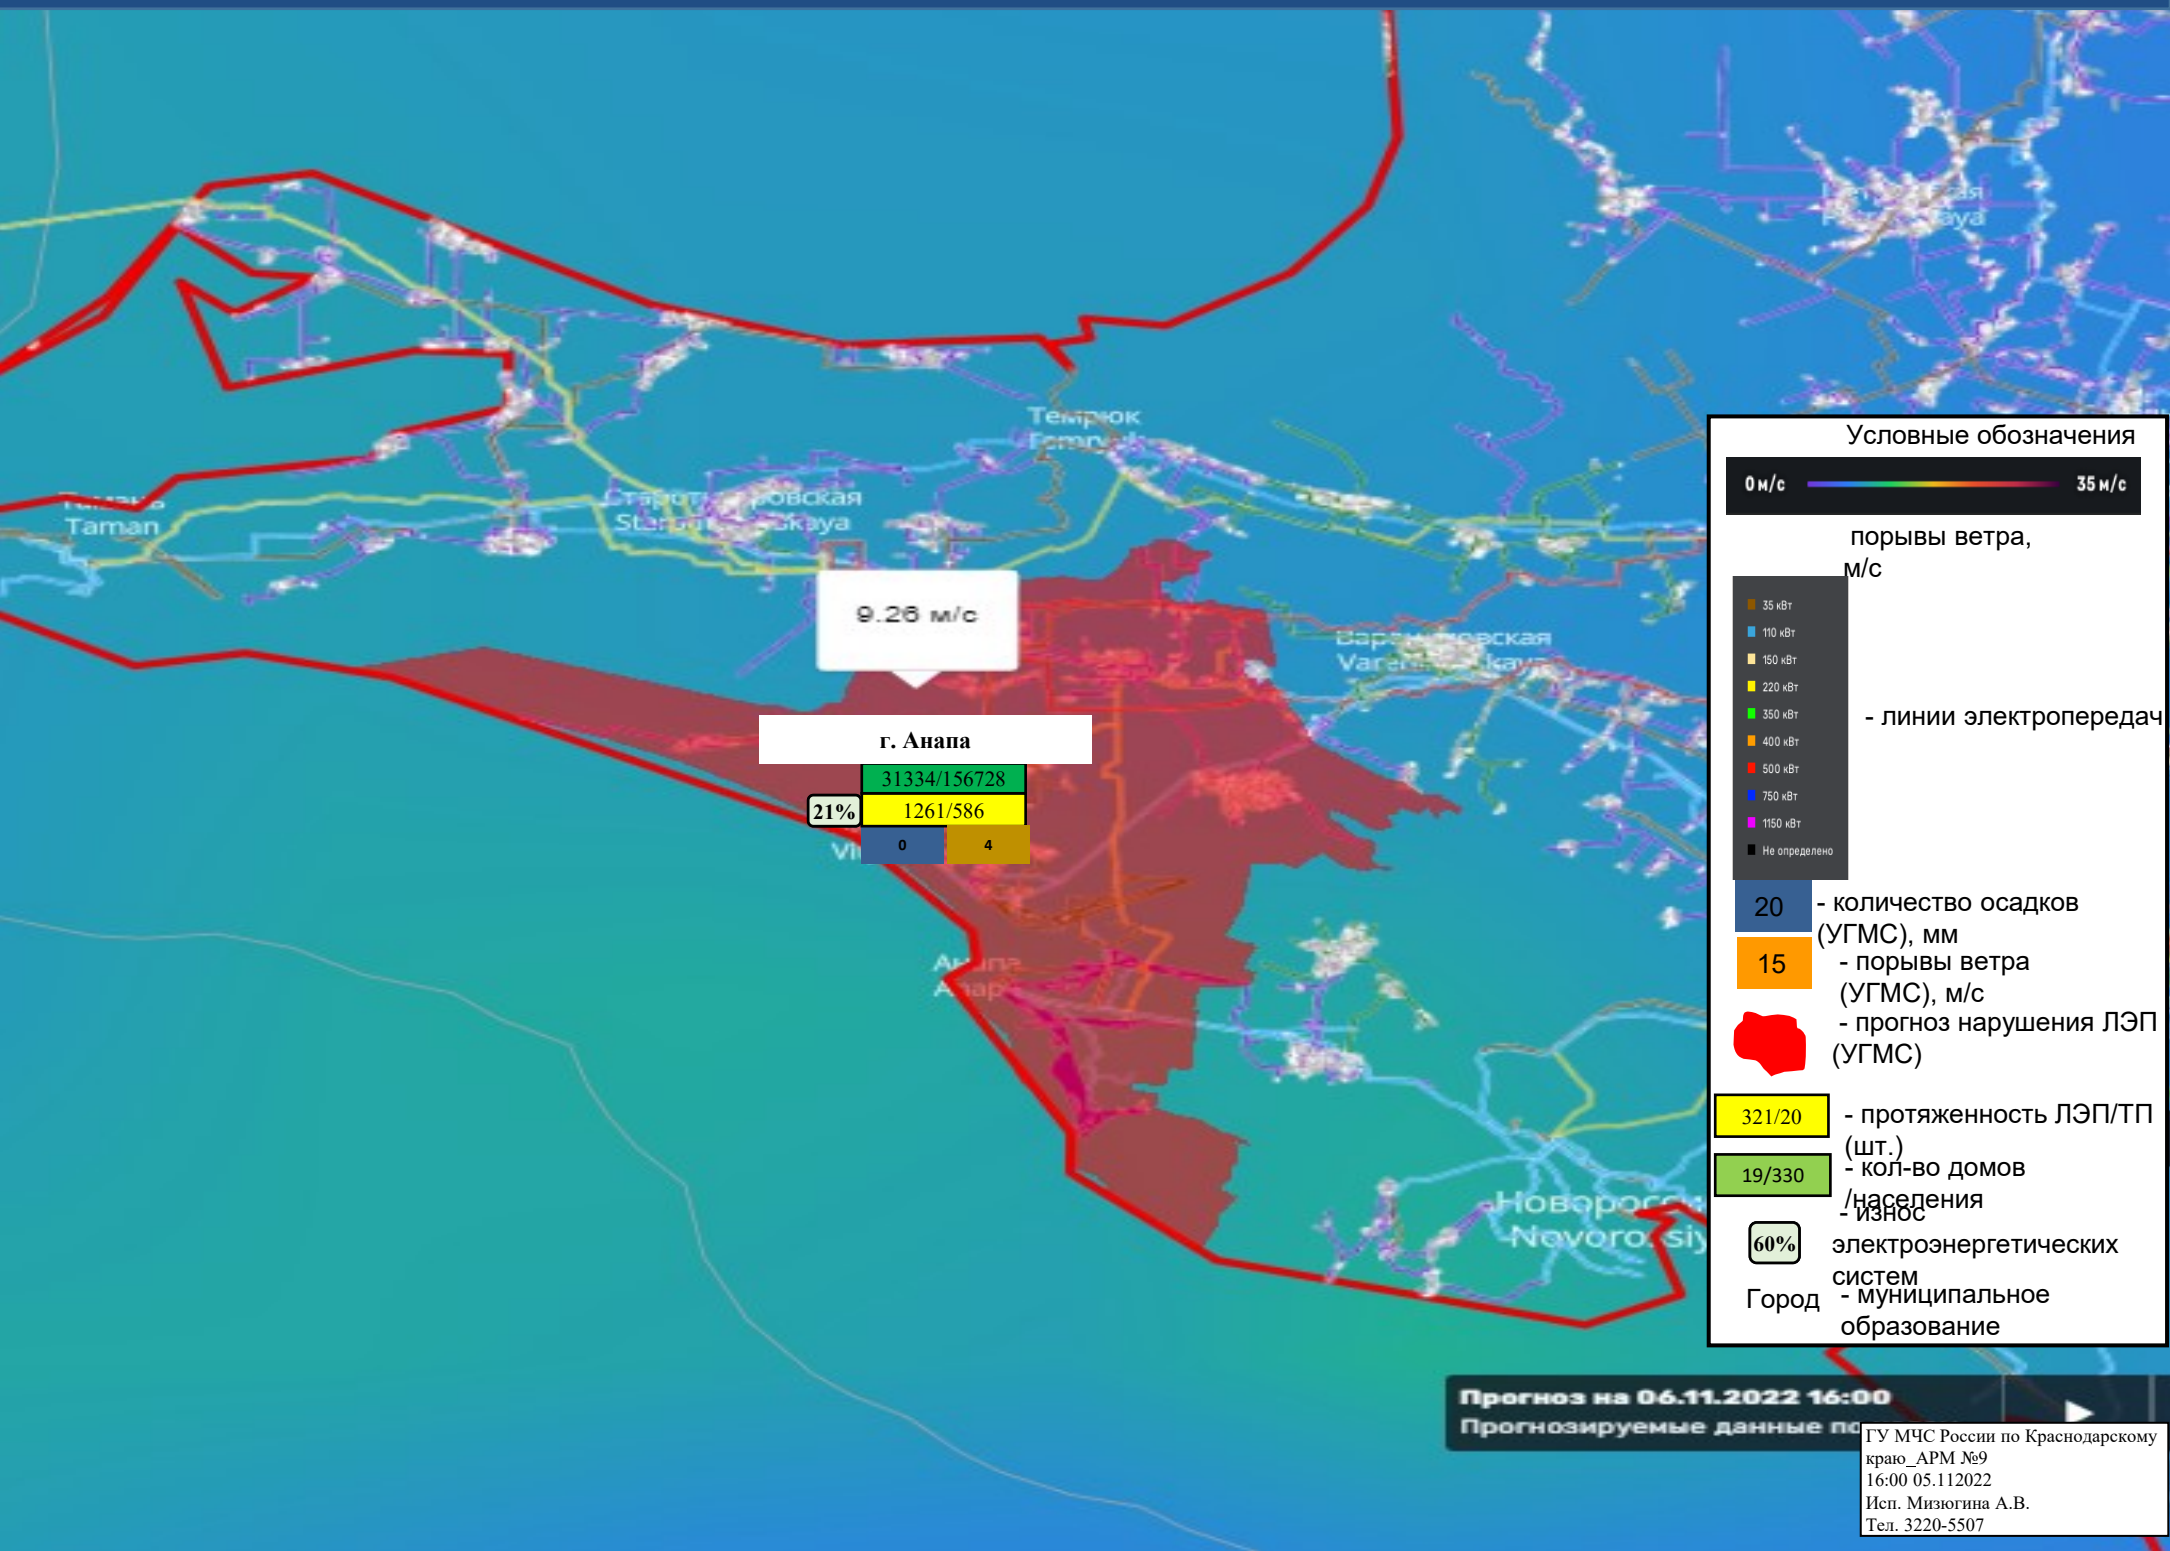 Темрюк
Taman
9.26 м/с
г. Анапа
31334/156728
21%
1261/586
0
4
Условные обозначения
0 м/с
35 м/с
порывы ветра,
м/с
35 кВт
110 кВт
150 кВт
220 кВт
350 кВт
400 кВт
500 кВт
750 кВт
1150 кВт
Не определено
- линии электропередач
20
- количество осадков
(УГМС), мм
15
- порывы ветра
(УГМС), м/с
- прогноз нарушения ЛЭП
(УГМС)
321/20
- протяженность ЛЭП/ТП
(шт.)
19/330
- кол-во домов
/населения
60%
- износ
электроэнергетических
систем
Город
- муниципальное
образование
Прогноз на 06.11.2022 16:00
Прогнозируемые данные
ГУ МЧС России по Краснодарскому
краю_АРМ №9
16:00 05.112022
Исп. Мизюгина А.В.
Тел. 3220-5507